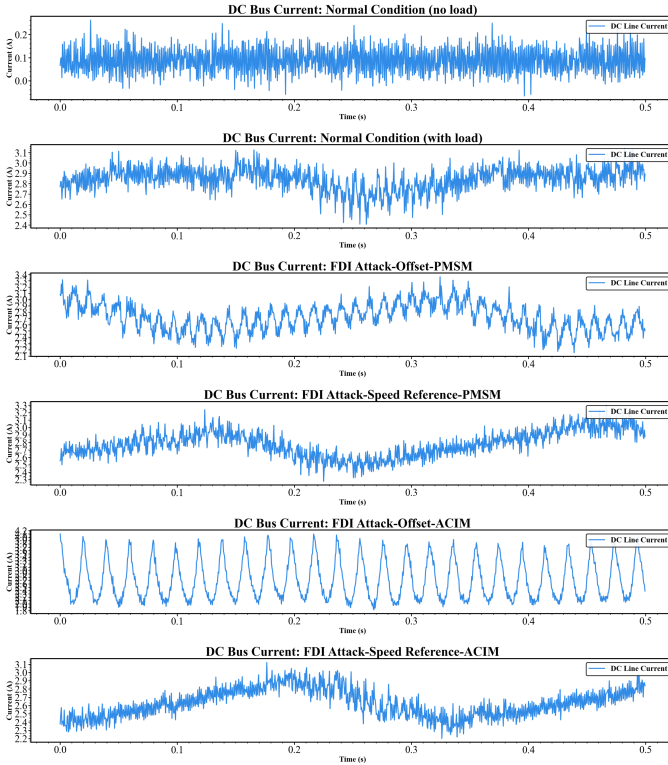 DC Bus Current: Normal Condition (no load)
Current (A)
0.2
0.1
0.0
DC Line Current
0.0 0.1 0.2 0.3 0.4 0.5
Time (s)
DC Bus Current: Normal Condition (with load)
Current (A)
3.1
3.0
2.9
2.8
2.7
2.6
2.5
2.4
DC Line Current
0.0 0.1 0.2 0.3 0.4 0.5
Time (s)
DC Bus Current: FDI Attack-Offset-PMSM
Current (A)
3.4
3.3
3.2
3.1
3.0
2.9
2.8
2.7
2.6
2.5
2.4
2.3
2.2
2.1
DC Line Current
0.0 0.1 0.2 0.3 0.4 0.5
Time (s)
DC Bus Current: FDI Attack-Speed Reference-PMSM
Current (A)
3.3
3.2
3.1
3.0
2.9
2.8
2.7
2.6
2.5
2.4
2.3
DC Line Current
0.0 0.1 0.2 0.3 0.4 0.5
Time (s)
DC Bus Current: FDI Attack-Offset-ACIM
Current (A)
4.2
1.8
DC Line Current
0.0 0.1 0.2 0.3 0.4 0.5
Time (s)
DC Bus Current: FDI Attack-Speed Reference-ACIM
Current (A)
3.1
3.0
2.9
2.8
2.7
2.6
2.5
2.4
2.3
2.2
DC Line Current
0.0 0.1 0.2 0.3 0.4 0.5
Time (s)